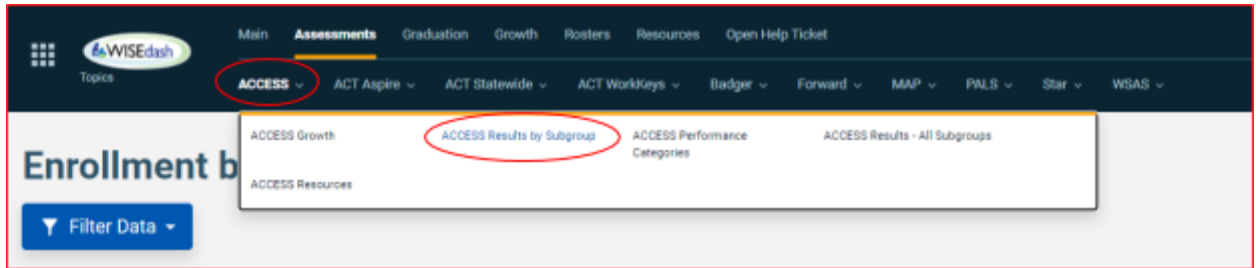 Main Assessments Graduation Growth Rosters Resources Open Help Ticket
WISEdash
Topics
ACCESS ACT Aspire ACT Statewide ACT WorkKeys Badger Forward MAP PALS Star WSAS
ACCESS Growth ACCESS Results by Subgroup ACCESS Performance ACCESS Results - All Subgroups
Categories
Enrollment b
ACCESS Resources
Filter Data